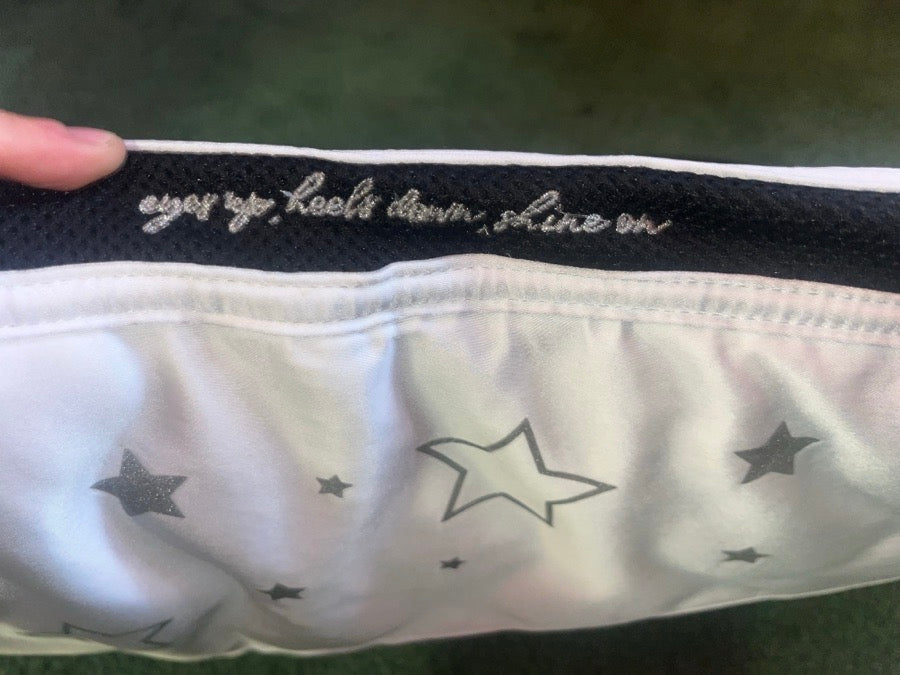 eyes up, heels down, shine on